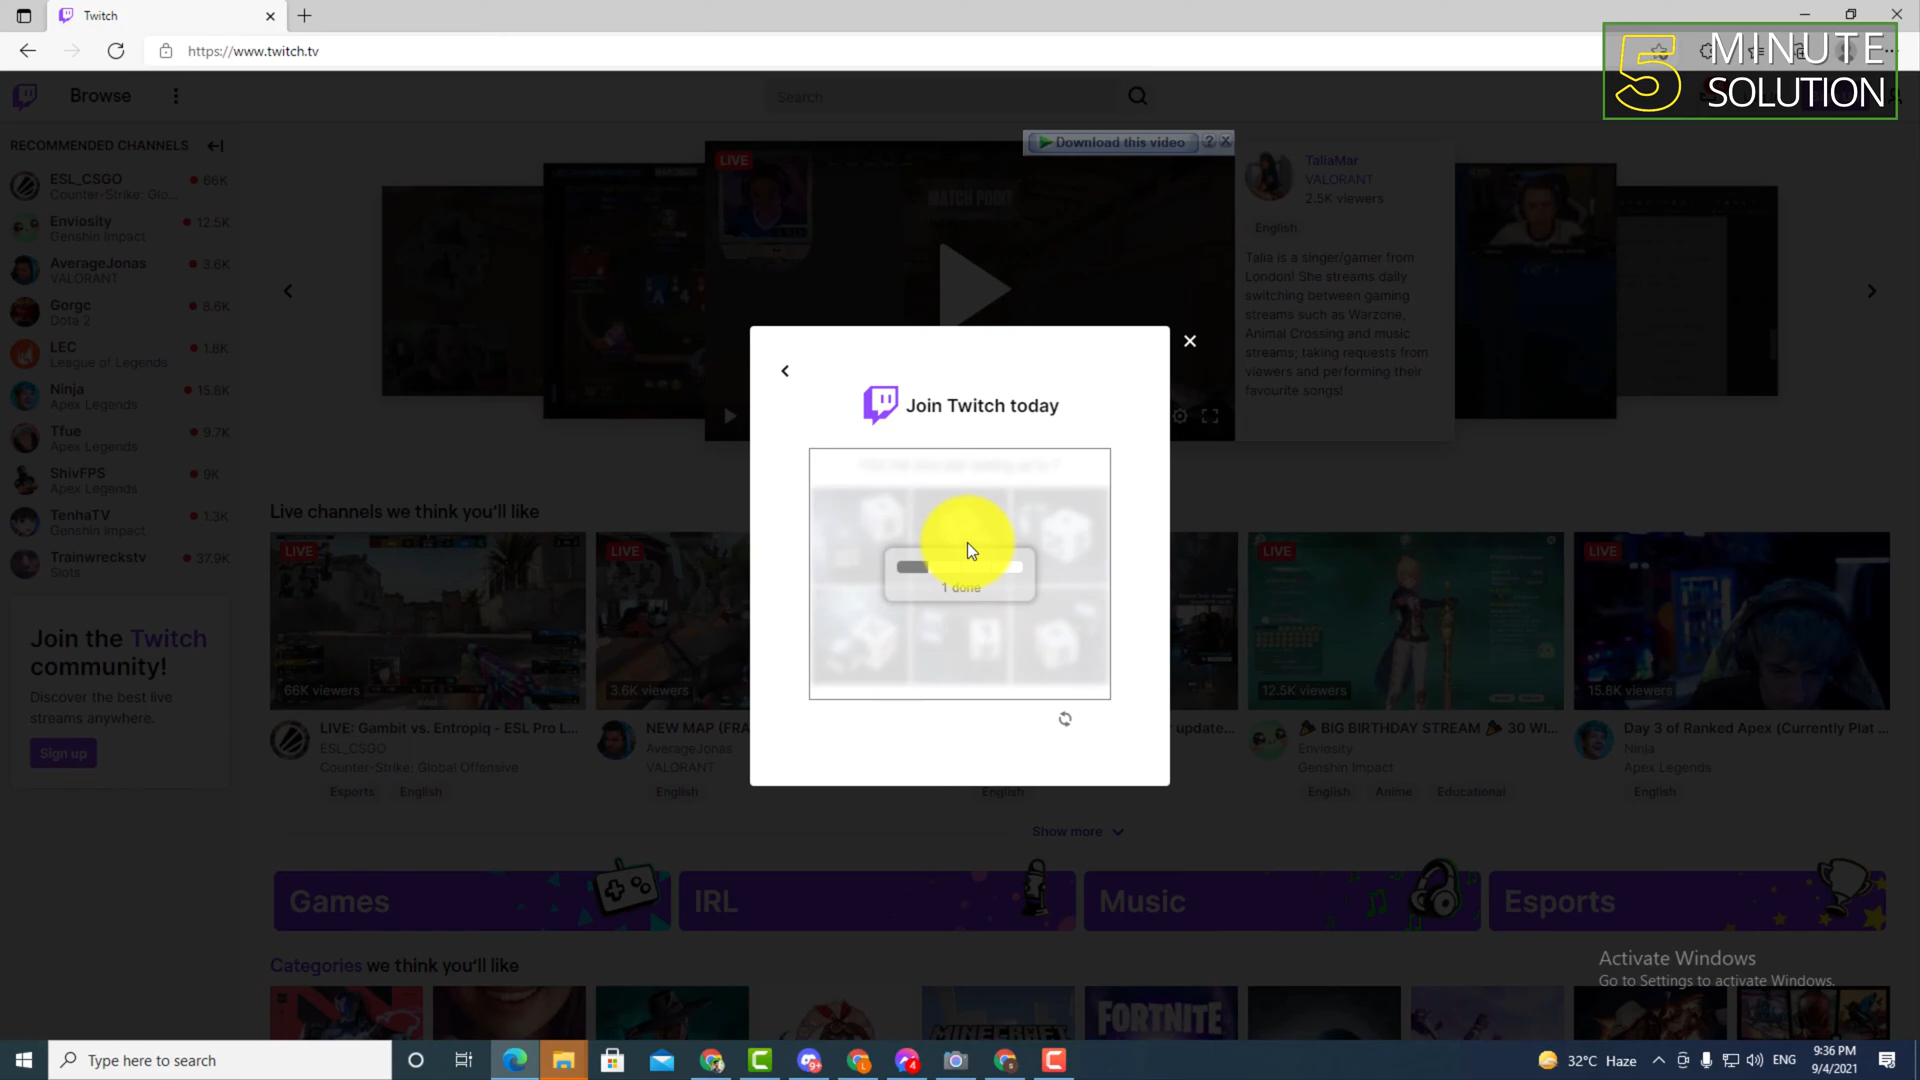 Twitch
https://www.twitch.tv
5 MINUTE
SOLUTION
Browse
Search
RECOMMENDED CHANNELS
ESL_CSGO 66K
Counter-Strike: Glo...
Enviosity 12.5K
Genshin Impact
AverageJonas 3.6K
VALORANT
Gorgc 8.6K
Dota 2
LEC 1.8K
League of Legends
Ninja 15.8K
Apex Legends
Tfue 9.7K
Apex Legends
ShivFPS 9K
Apex Legends
TenhaTV 1.3K
Genshin Impact
Trainwreckstv 37.9K
Slots
Join the Twitch
community!
Discover the best live
streams anywhere.
Sign up
LIVE
MATCH POINT
Download this video
TaliaMar
VALORANT
2.5K viewers
English
Talia is a singer/gamer from
London! She streams daily
switching between gaming
streams such as Warzone,
Animal Crossing and music
streams; taking requests from
viewers and performing their
favourite songs!
Join Twitch today
1 done
Live channels we think you'll like
LIVE
66K viewers
LIVE: Gambit vs. Entropiq - ESL Pro L...
ESL_CSGO
Counter-Strike: Global Offensive
Esports English
LIVE
3.6K viewers
NEW MAP (FRA
AverageJonas
VALORANT
English
English
update...
LIVE
12.5K viewers
BIG BIRTHDAY STREAM 30 WI...
Enviosity
Genshin Impact
English Anime Educational
LIVE
15.8K viewers
Day 3 of Ranked Apex (Currently Plat ...
Ninja
Apex Legends
English
Show more
Games
IRL
Music
Esports
Categories we think you'll like
MINECRAFT
FORTNITE
Activate Windows
Go to Settings to activate Windows.
Type here to search
32°C Haze
ENG
9:36 PM
9/4/2021